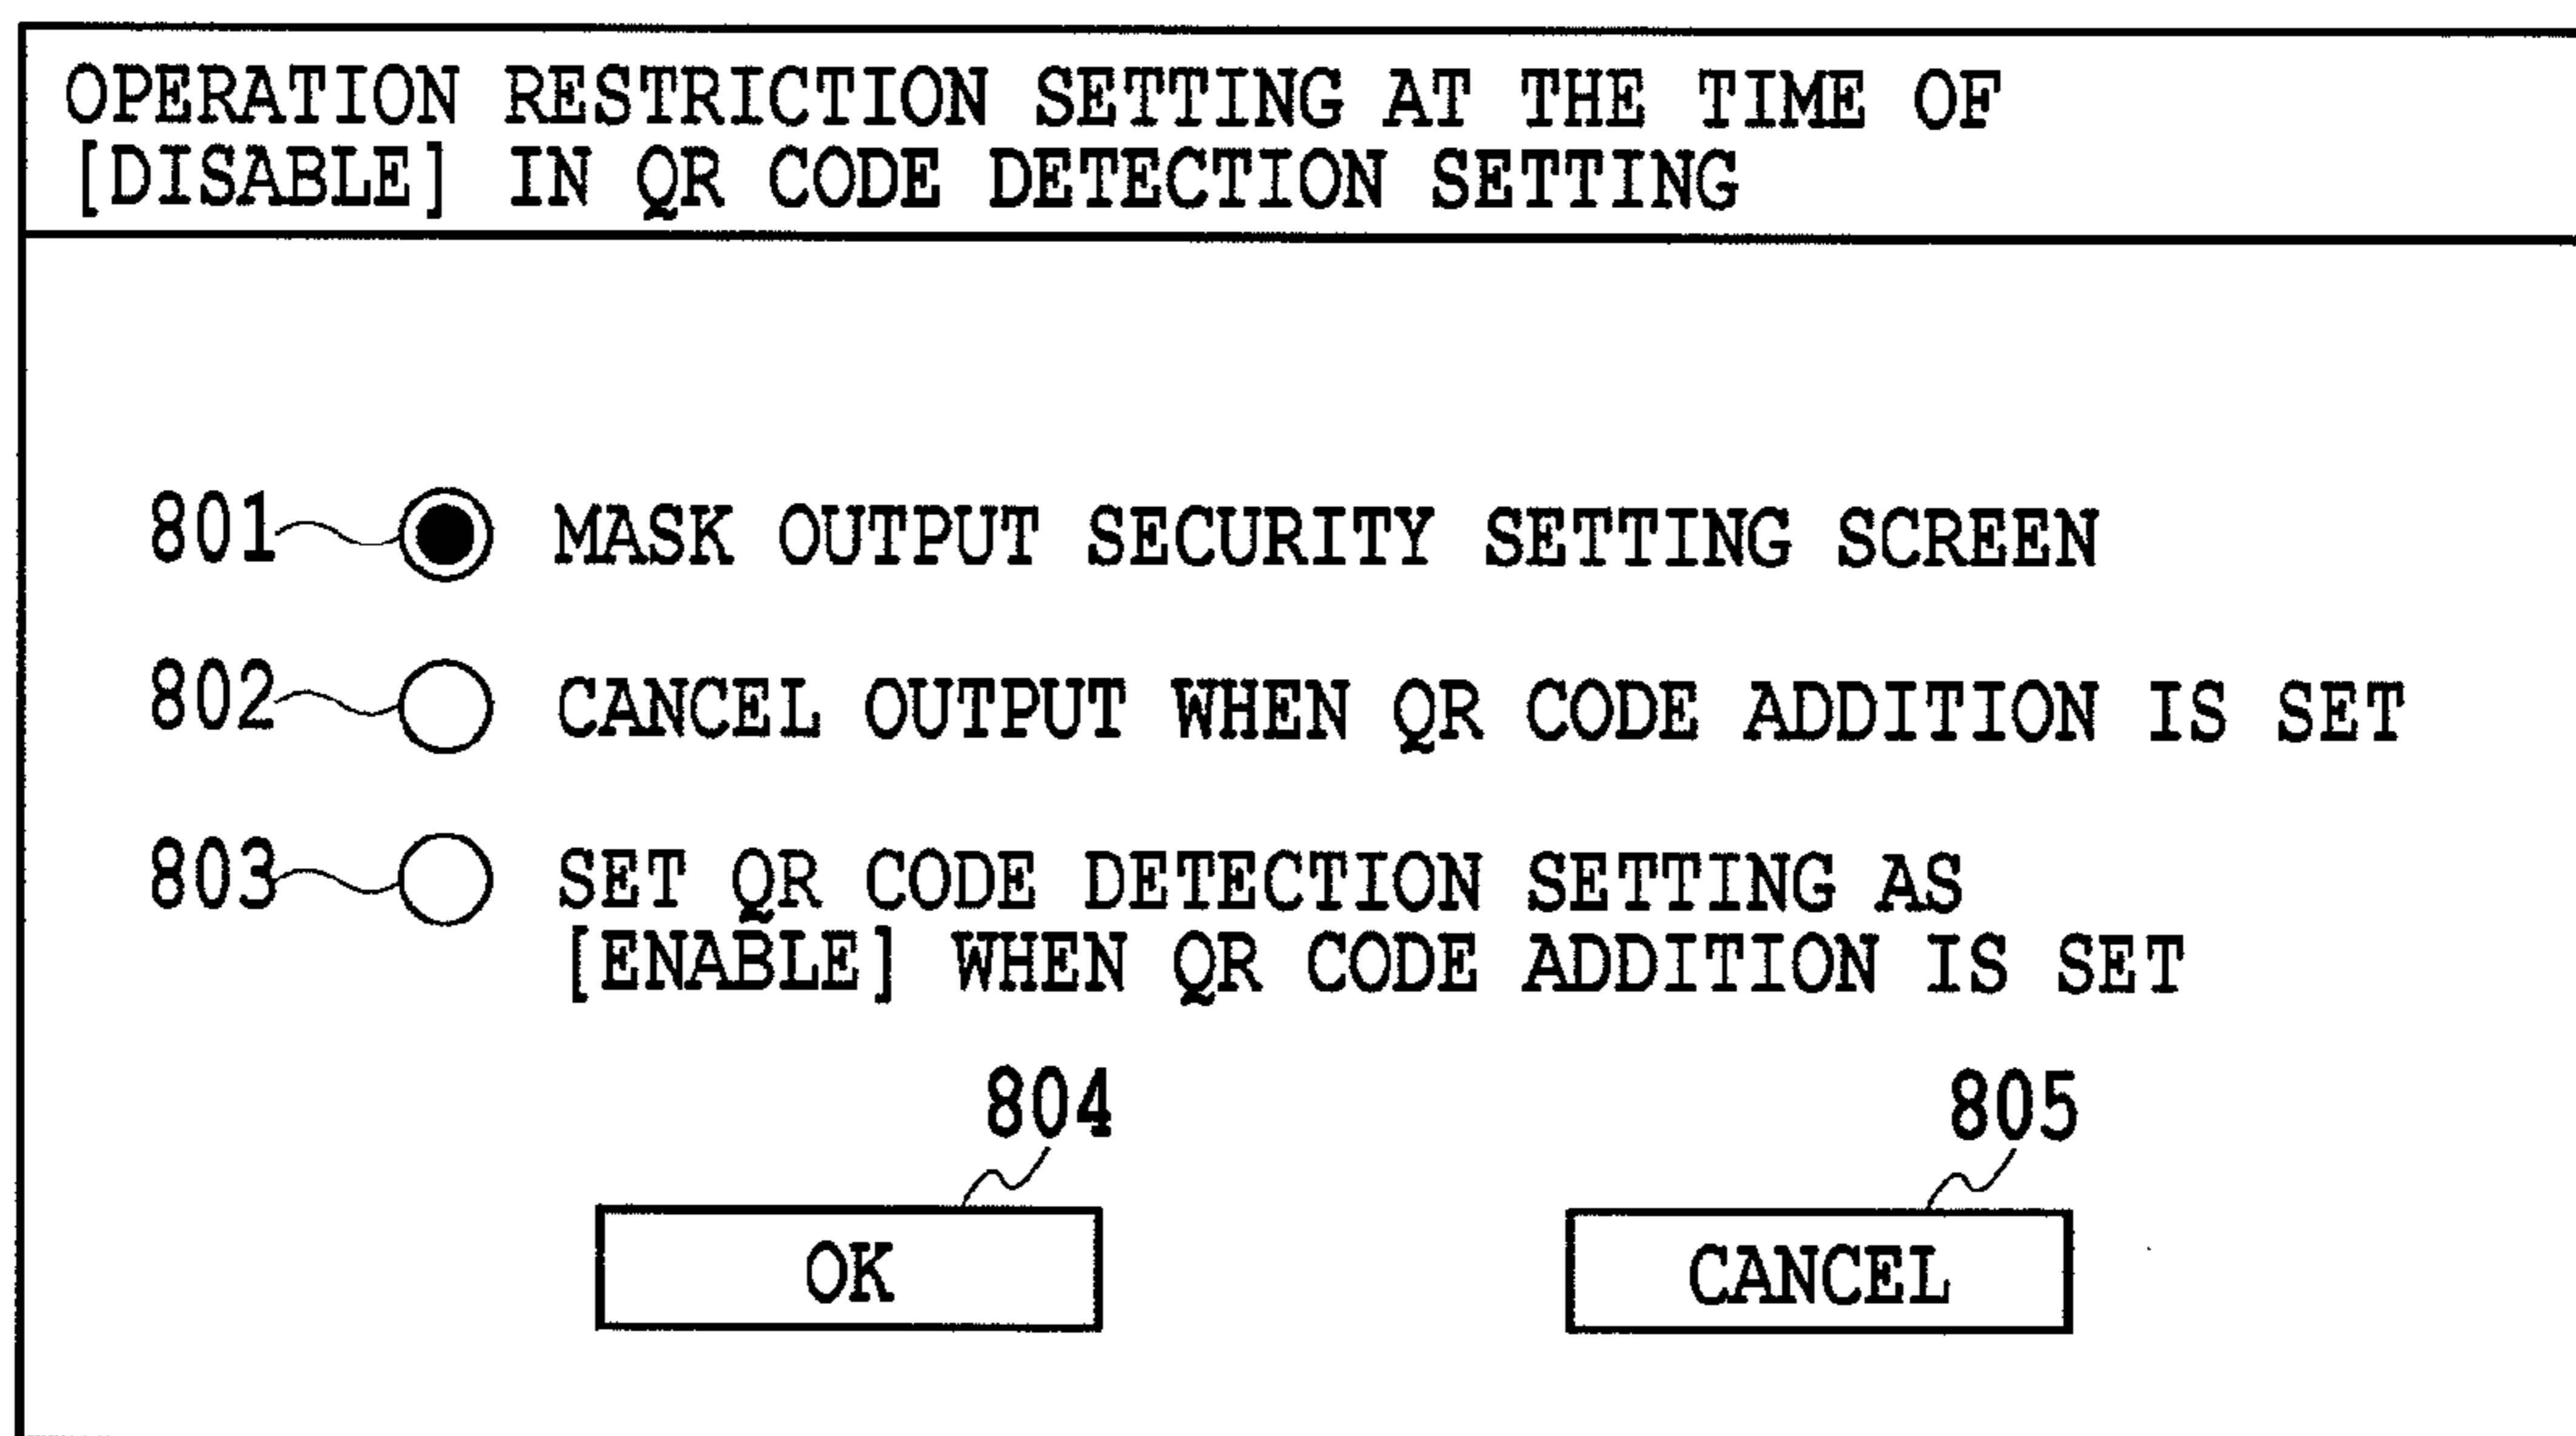 OPERATION RESTRICTION SETTING AT THE TIME OF
[DISABLE] IN QR CODE DETECTION SETTING
801 MASK OUTPUT SECURITY SETTING SCREEN
802 CANCEL OUTPUT WHEN QR CODE ADDITION IS SET
803 SET QR CODE DETECTION SETTING AS
[ENABLE] WHEN QR CODE ADDITION IS SET
804 805
OK CANCEL